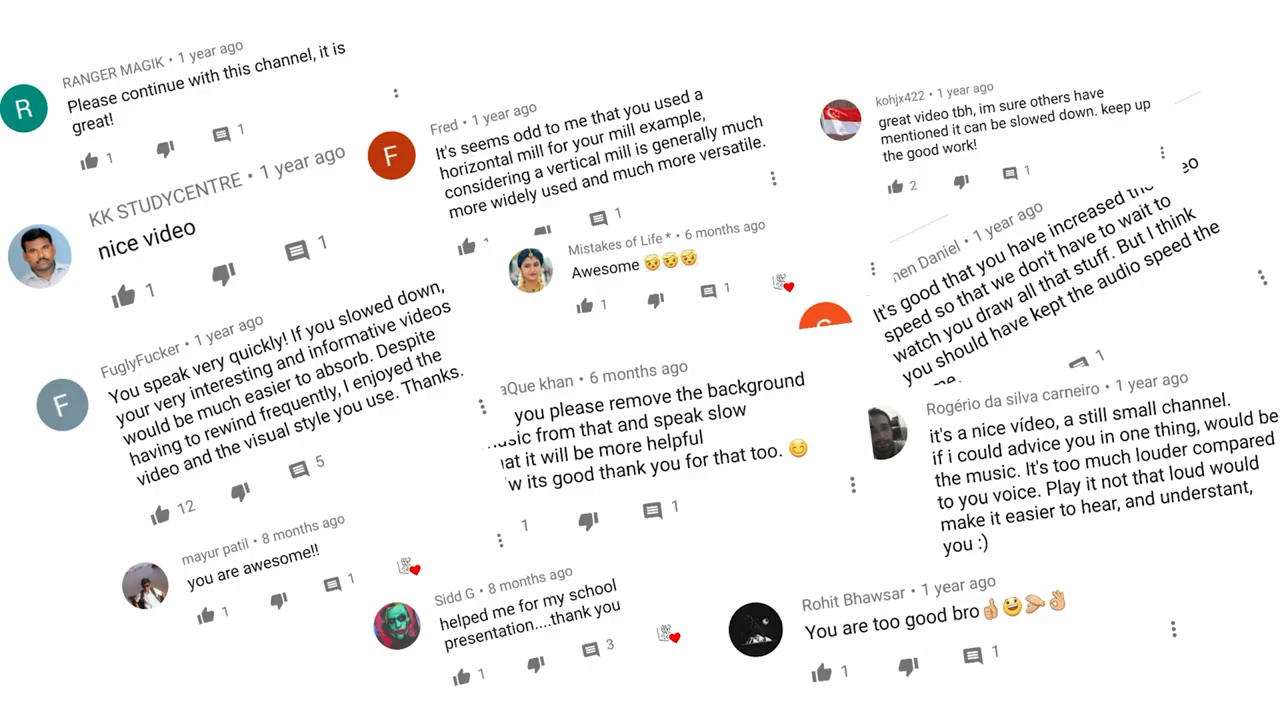 RANGER MAGIK • 1 year ago
Please continue with this channel, it is
great!
1
1
R
KK STUDYCENTRE • 1 year ago
nice video
1
1
FuglyFucker • 1 year ago
You speak very quickly! If you slowed down,
your very interesting and informative videos
would be much easier to absorb. Despite
having to rewind frequently, I enjoyed the
video and the visual style you use. Thanks.
12
5
F
mayur patil • 8 months ago
you are awesome!!
1
1
Fred • 1 year ago
It's seems odd to me that you used a
horizontal mill for your mill example,
considering a vertical mill is generally much
more widely used and much more versatile.
1
F
Mistakes of Life * • 6 months ago
Awesome 😇😇😇
1
1
aQue khan • 6 months ago
you please remove the background
from that and speak slow
it will be more helpful
its good thank you for that too. 😊
1
1
Sidd G • 8 months ago
helped me for my school
presentation....thank you
1
3
kohjx422 • 1 year ago
great video tbh, im sure others have
mentioned it can be slowed down. keep up
the good work!
2
1
Daniel • 1 year ago
It's good that you have increased
speed so that we don't have to wait to
watch you draw all that stuff. But I think
you should have kept the audio speed the
1
Rogério da silva carneiro • 1 year ago
it's a nice vídeo, a still small channel.
if i could advice you in one thing, would be
the music. It's too much louder compared
to you voice. Play it not that loud would
make it easier to hear, and understant,
you :)
Rohit Bhawsar • 1 year ago
You are too good bro👍😃👏👌
1
1